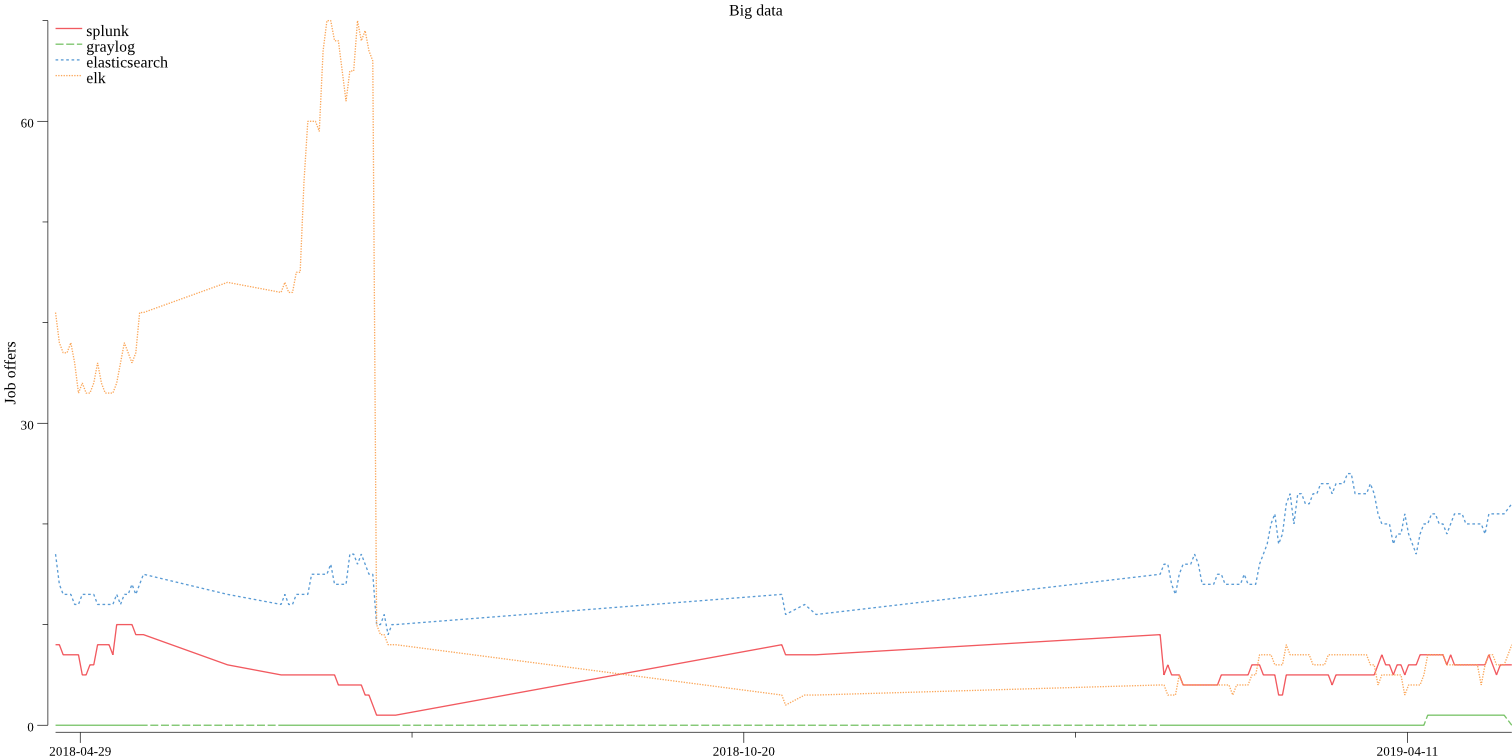 Big data
splunk
graylog
elasticsearch
elk
60
Job offers
30
0
2018-04-29
2018-10-20
2019-04-11